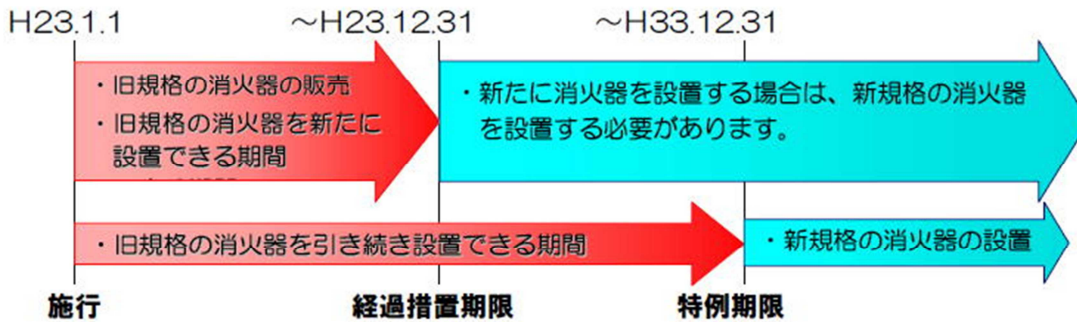 H23.1.1 ～H23.12.31 ～H33.12.31
・旧規格の消火器の販売
・旧規格の消火器を新たに
設置できる期間
・新たに消火器を設置する場合は、新規格の消火器
を設置する必要があります。
・旧規格の消火器を引き続き設置できる期間
・新規格の消火器の設置
施行 経過措置期限 特例期限